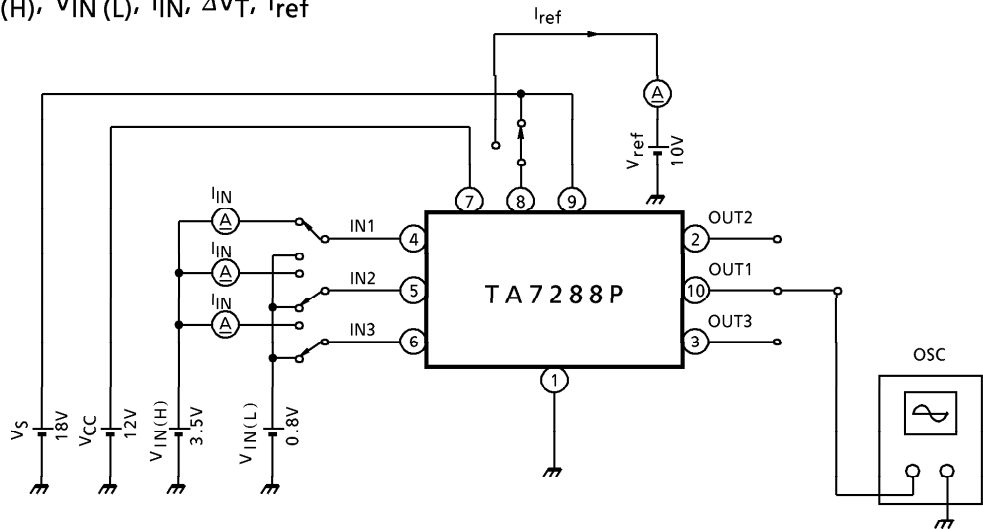 (H), VIN (L), IIN, ΔVT, Iref
Iref
A
Vref
10V
7
8
9
IIN
A
IN1
4
2
OUT2
IIN
A
IN2
5
TA7288P
10
OUT1
IIN
A
IN3
6
3
OUT3
1
OSC
VS
18V
VCC
12V
VIN(H)
3.5V
VIN(L)
0.8V